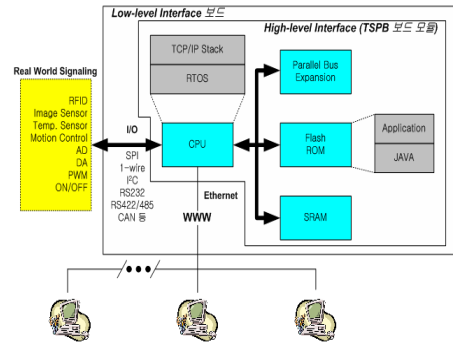 Low-level Interface 보드
High-level Interface (TSPB 보드 모듈)
TCP/IP Stack
RTOS
Parallel Bus
Expansion
Real World Signaling
RFID
Image Sensor
Temp. Sensor
Motion Control
AD
DA
PWM
ON/OFF
I/O
SPI
1-wire
I²C
RS232
RS422/485
CAN 등
CPU
Flash
ROM
Application
JAVA
Ethernet
WWW
SRAM